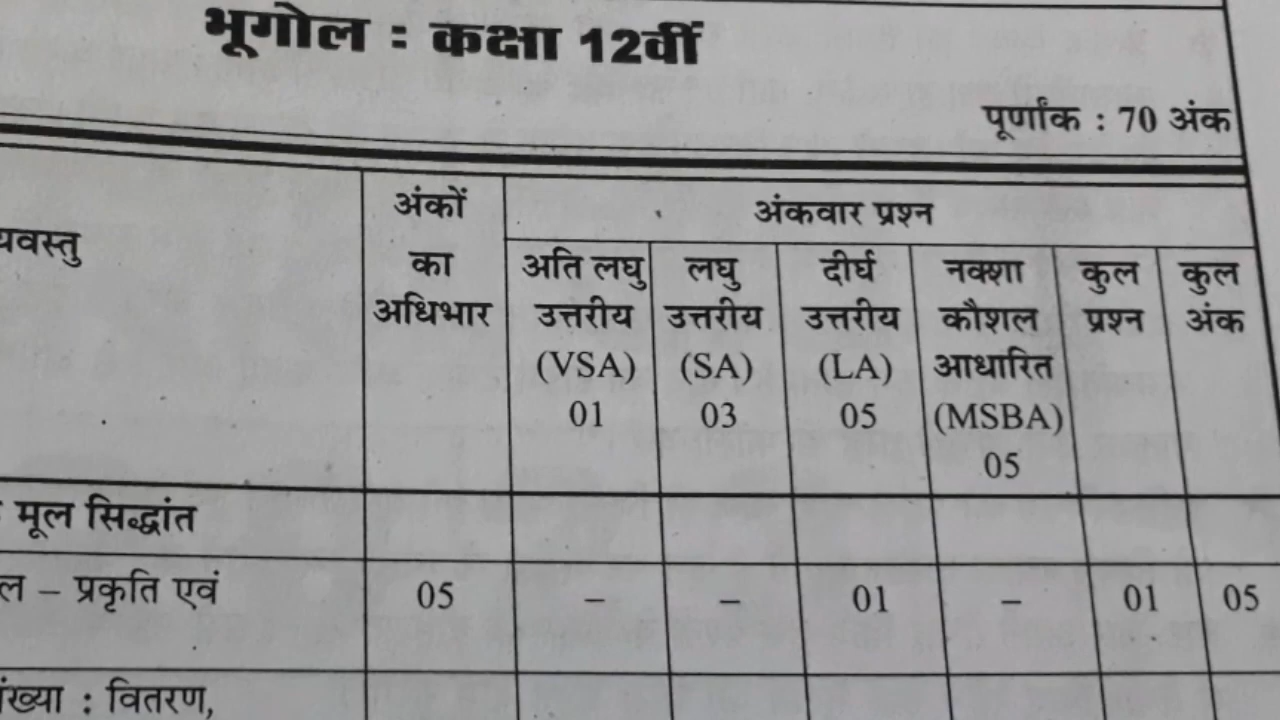 भूगोल : कक्षा 12वीं
पूर्णांक : 70 अंक
अंकों का अधिभार
अंकवार प्रश्न
अति लघु उत्तरीय (VSA) 01
लघु उत्तरीय (SA) 03
दीर्घ उत्तरीय (LA) 05
नक्शा कौशल आधारित (MSBA) 05
कुल प्रश्न
कुल अंक
मूल सिद्धांत
– प्रकृति एवं 05 – – 01 – 01 05
: वितरण,